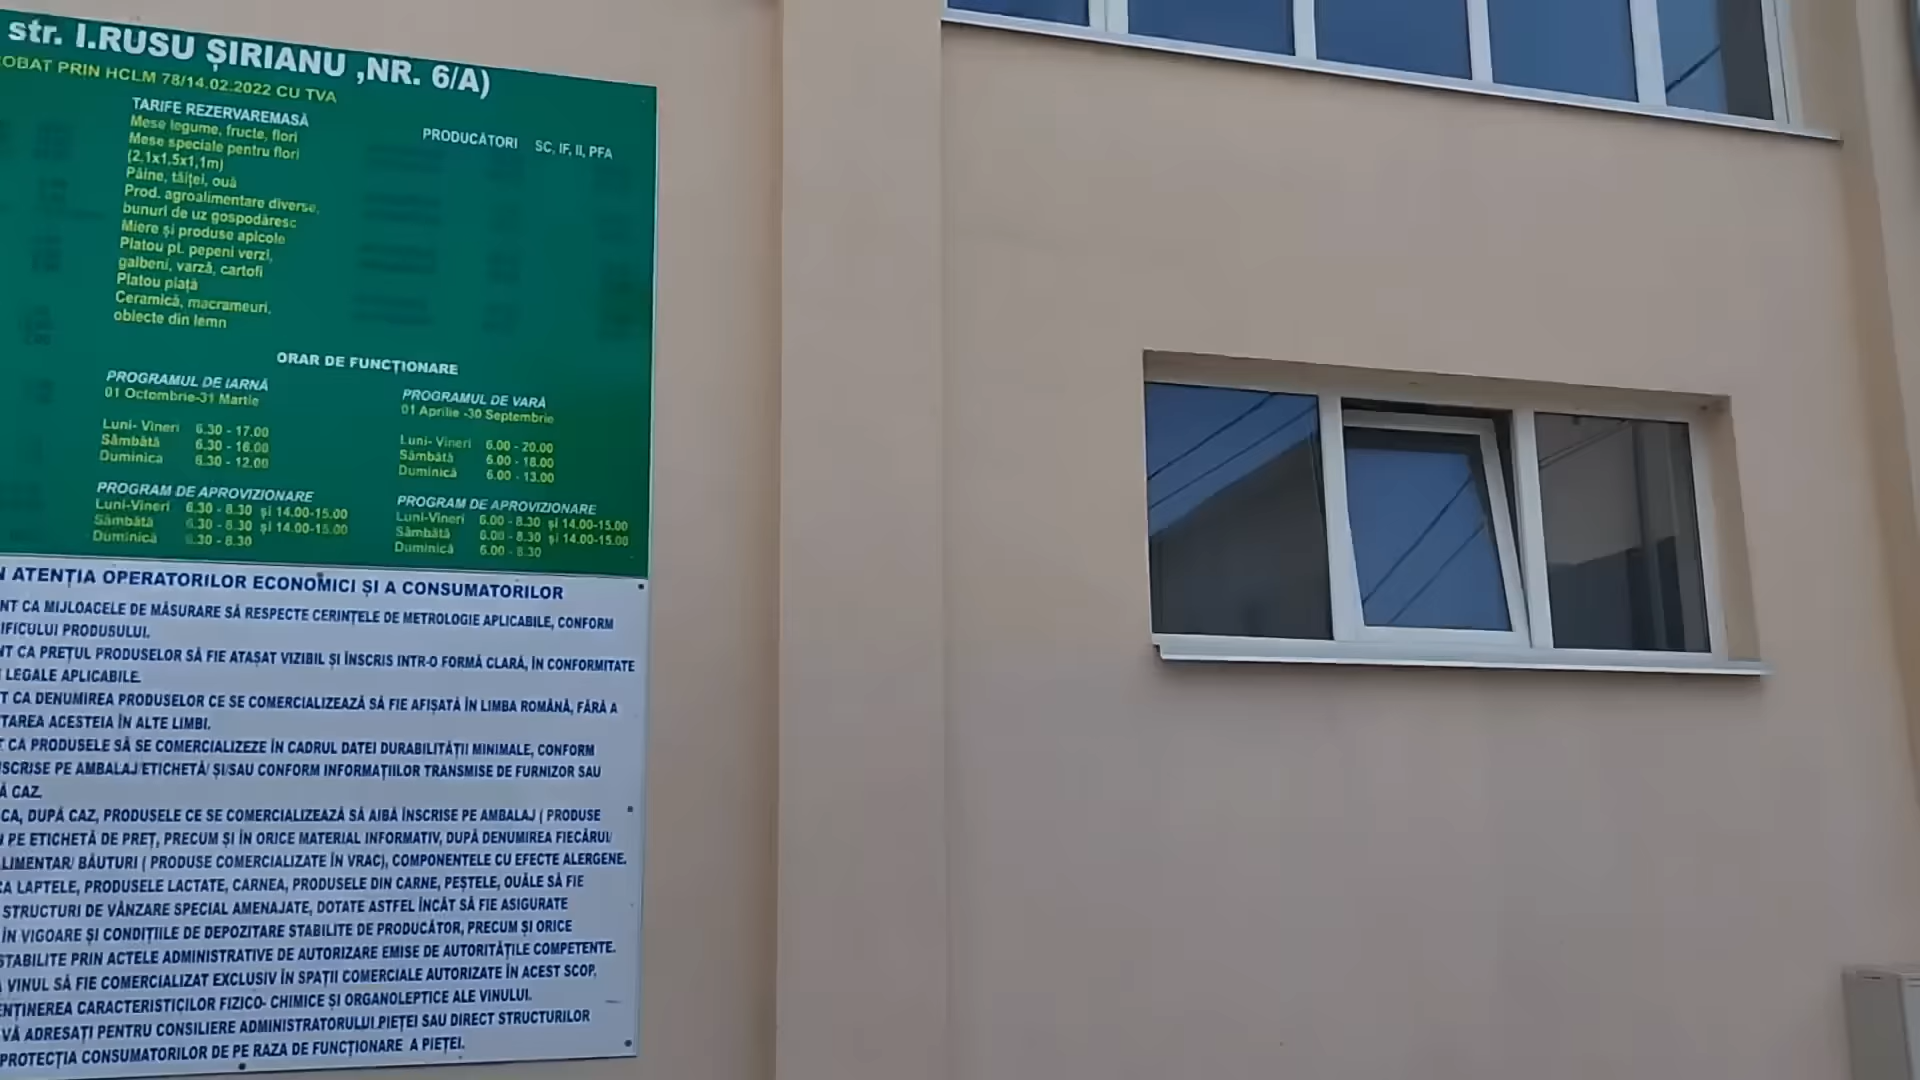 str. I.RUSU ȘIRIANU ,NR. 6/A)
OBAT PRIN HCLM 78/14.02.2022 CU TVA
TARIFE REZERVAREMASĂ
Mese legume, fructe, flori
Mese speciale pentru flori
(2,1x1,5x1,1m)
Pâine, tăiței, ouă
Prod. agroalimentare diverse,
bunuri de uz gospodăresc
Miere și produse apicole
Platou pt. pepeni verzi,
galbeni, varză, cartofi
Platou piață
Ceramică, macrameuri,
obiecte din lemn
PRODUCĂTORI SC, IF, II, PFA
ORAR DE FUNCȚIONARE
PROGRAMUL DE IARNĂ
01 Octombrie-31 Martie
Luni- Vineri 6.30 - 17.00
Sâmbătă 6.30 - 16.00
Duminica 6.30 - 12.00
PROGRAM DE APROVIZIONARE
Luni-Vineri 6.30 - 8.30 și 14.00-15.00
Sâmbătă 6.30 - 8.30 și 14.00-15.00
Duminică 6.30 - 8.30
PROGRAMUL DE VARĂ
01 Aprilie -30 Septembrie
Luni- Vineri 6.00 - 20.00
Sâmbătă 6.00 - 18.00
Duminică 6.00 - 13.00
PROGRAM DE APROVIZIONARE
Luni-Vineri 6.00 - 8.30 și 14.00-15.00
Sâmbătă 6.00 - 8.30 și 14.00-15.00
Duminică 6.00 - 8.30
N ATENȚIA OPERATORILOR ECONOMICI ȘI A CONSUMATORILOR
NT CA MIJLOACELE DE MĂSURARE SĂ RESPECTE CERINȚELE DE METROLOGIE APLICABILE, CONFORM
IFICULUI PRODUSULUI.
NT CA PREȚUL PRODUSELOR SĂ FIE ATAȘAT VIZIBIL ȘI ÎNSCRIS INTR-O FORMĂ CLARĂ, ÎN CONFORMITATE
LEGALE APLICABILE.
T CA DENUMIREA PRODUSELOR CE SE COMERCIALIZEAZĂ SĂ FIE AFIȘATĂ ÎN LIMBA ROMÂNĂ, FĂRĂ A
TAREA ACESTEIA ÎN ALTE LIMBI.
T CA PRODUSELE SĂ SE COMERCIALIZEZE ÎN CADRUL DATEI DURABILITĂȚII MINIMALE, CONFORM
SCRISE PE AMBALAJ/ ETICHETĂ/ ȘI/SAU CONFORM INFORMAȚIILOR TRANSMISE DE FURNIZOR SAU
Ă CAZ.
CA, DUPĂ CAZ, PRODUSELE CE SE COMERCIALIZEAZĂ SĂ AIBĂ ÎNSCRISE PE AMBALAJ ( PRODUSE
PE ETICHETĂ DE PREȚ, PRECUM ȘI ÎN ORICE MATERIAL INFORMATIV, DUPĂ DENUMIREA FIECĂRUI
LIMENTAR/ BĂUTURI ( PRODUSE COMERCIALIZATE ÎN VRAC), COMPONENTELE CU EFECTE ALERGENE.
CA LAPTELE, PRODUSELE LACTATE, CARNEA, PRODUSELE DIN CARNE, PEȘTELE, OUĂLE SĂ FIE
STRUCTURI DE VÂNZARE SPECIAL AMENAJATE, DOTATE ASTFEL ÎNCÂT SĂ FIE ASIGURATE
ÎN VIGOARE ȘI CONDIȚIILE DE DEPOZITARE STABILITE DE PRODUCĂTOR, PRECUM ȘI ORICE
STABILITE PRIN ACTELE ADMINISTRATIVE DE AUTORIZARE EMISE DE AUTORITĂȚILE COMPETENTE.
VINUL SĂ FIE COMERCIALIZAT EXCLUSIV ÎN SPAȚII COMERCIALE AUTORIZATE ÎN ACEST SCOP,
ENȚINEREA CARACTERISTICILOR FIZICO- CHIMICE ȘI ORGANOLEPTICE ALE VINULUI.
VĂ ADRESAȚI PENTRU CONSILIERE ADMINISTRATORULUI PIEȚEI SAU DIRECT STRUCTURILOR
PROTECȚIA CONSUMATORILOR DE PE RAZA DE FUNCȚIONARE A PIEȚEI.